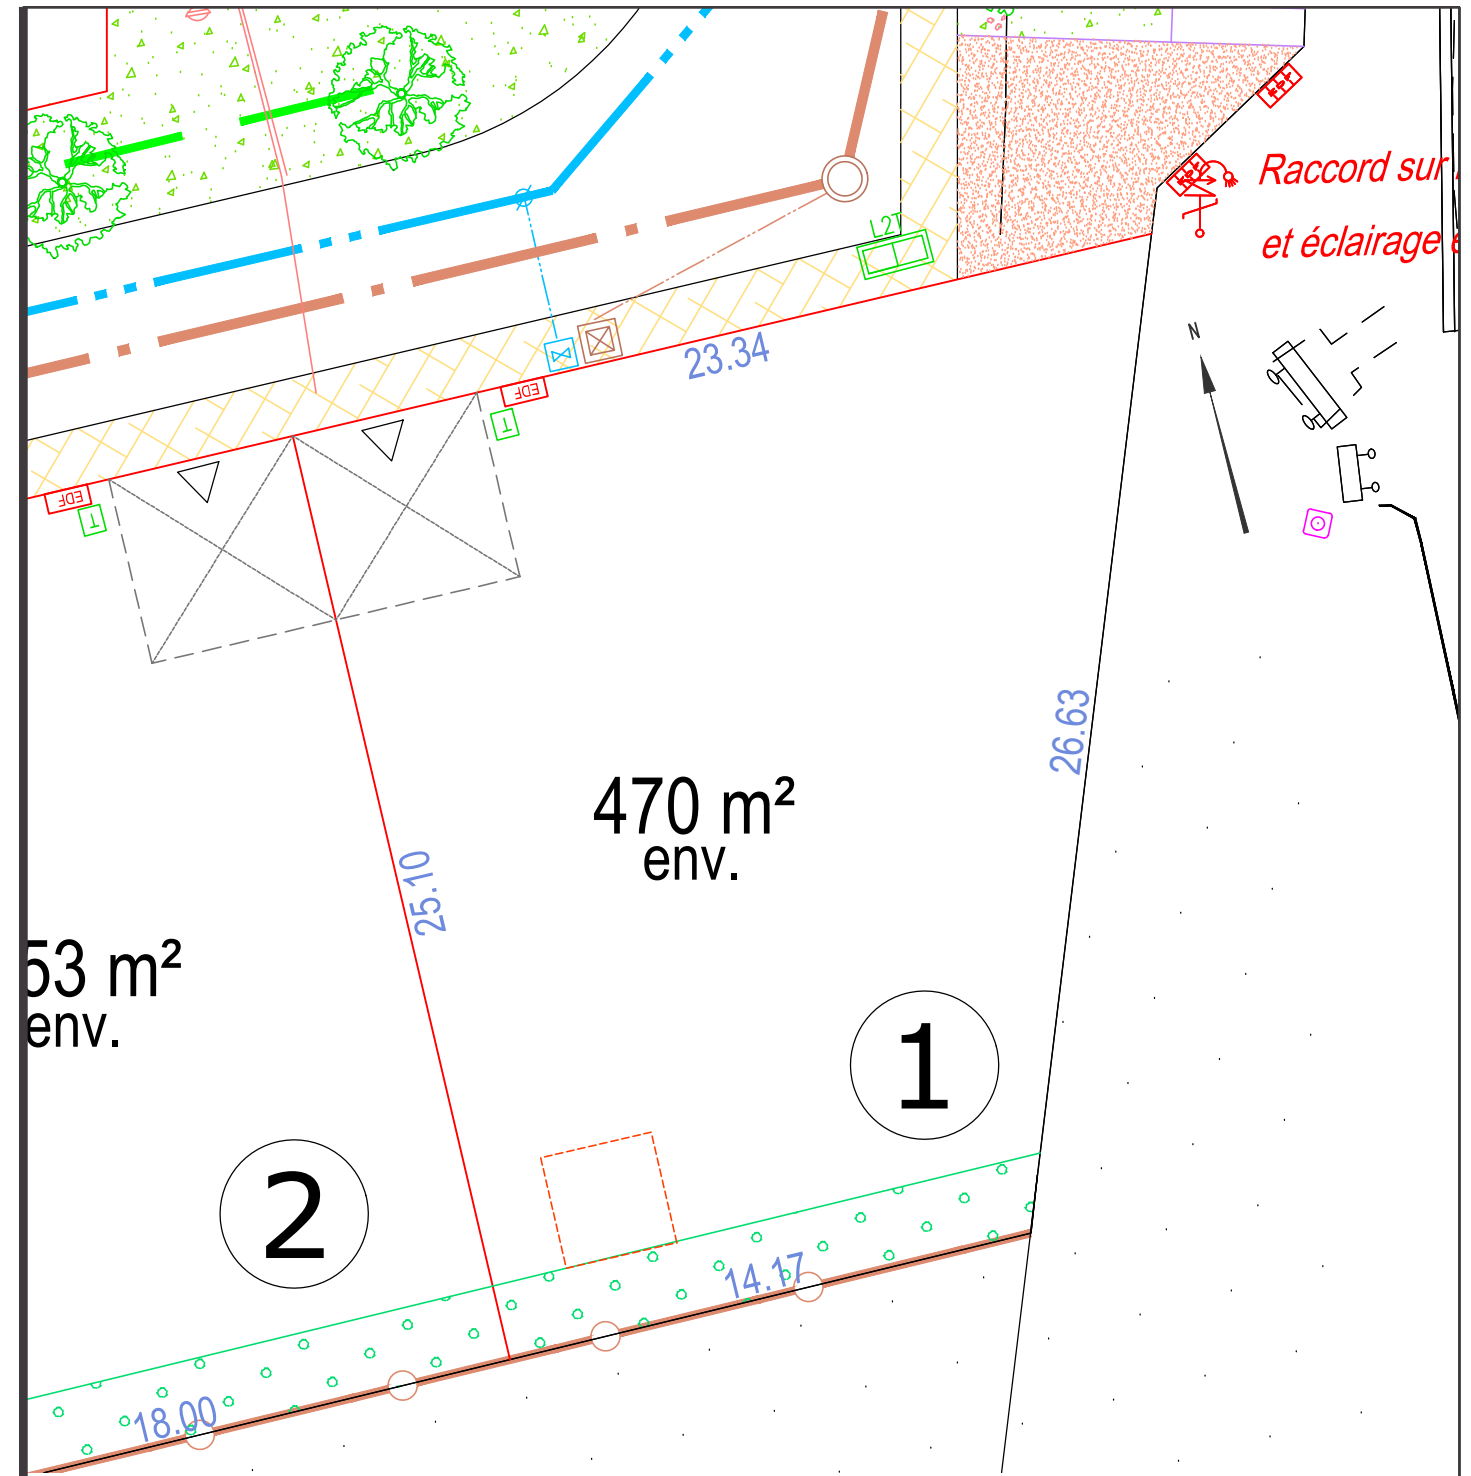 L2T
Raccord sur
et éclairage
N
23.34
EDF
T
EDF
T
26.63
470 m²
env.
25.10
53 m²
env.
1
2
14.17
18.00